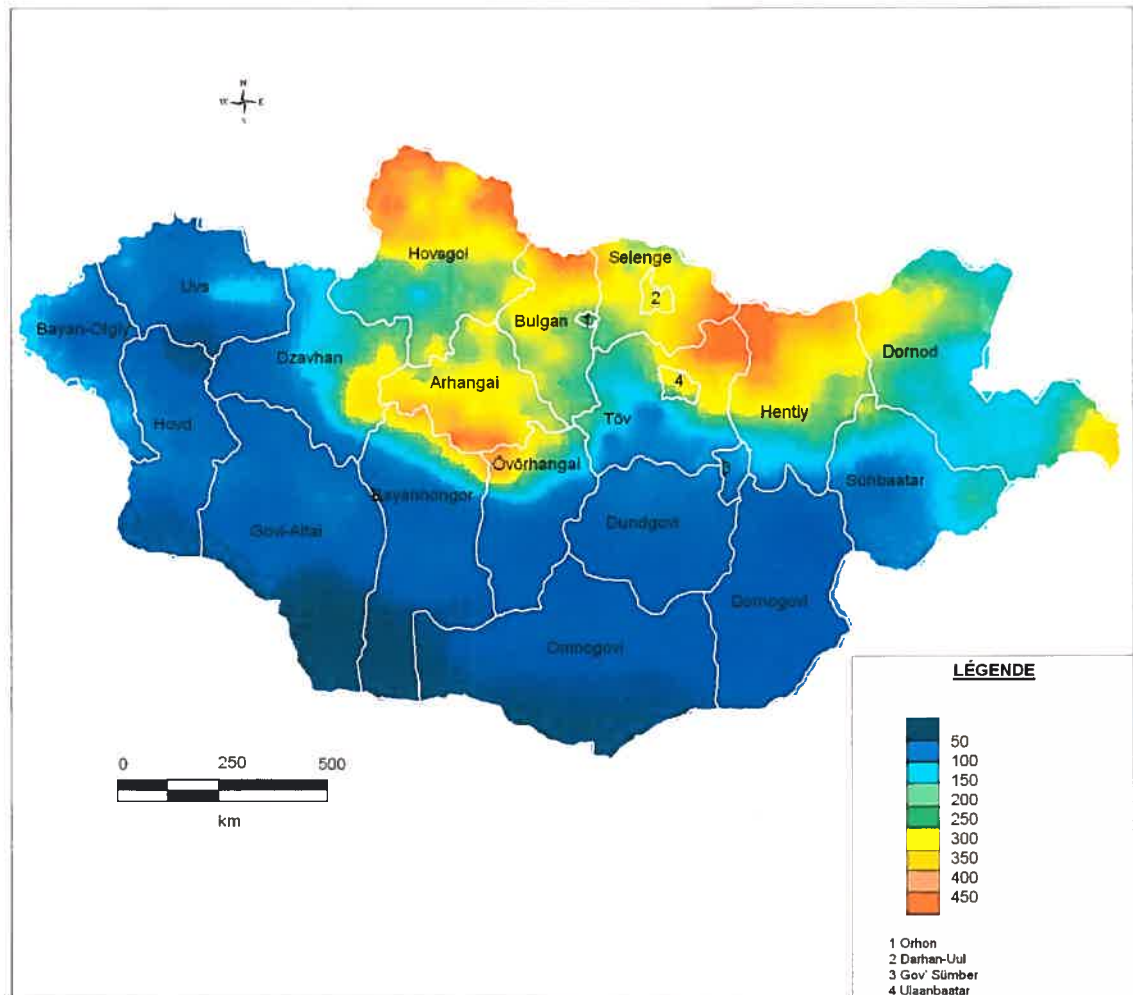 N
W E
S
Hovsgol
Selenge
Uvs
2
Bayan-Olgiy
Bulgan
1
Dzavhan
Dornod
Arhangai
4
Hovd
Töv
Hentiy
Övörhangai
3
Sühbaatar
Bayanhongor
Govi-Altai
Dundgovi
Dornogovi
Omnogovi
LÉGENDE
50
100
150
200
250
300
350
400
450
0 250 500
km
1 Orhon
2 Darhan-Uul
3 Gov' Sümber
4 Ulaanbaatar